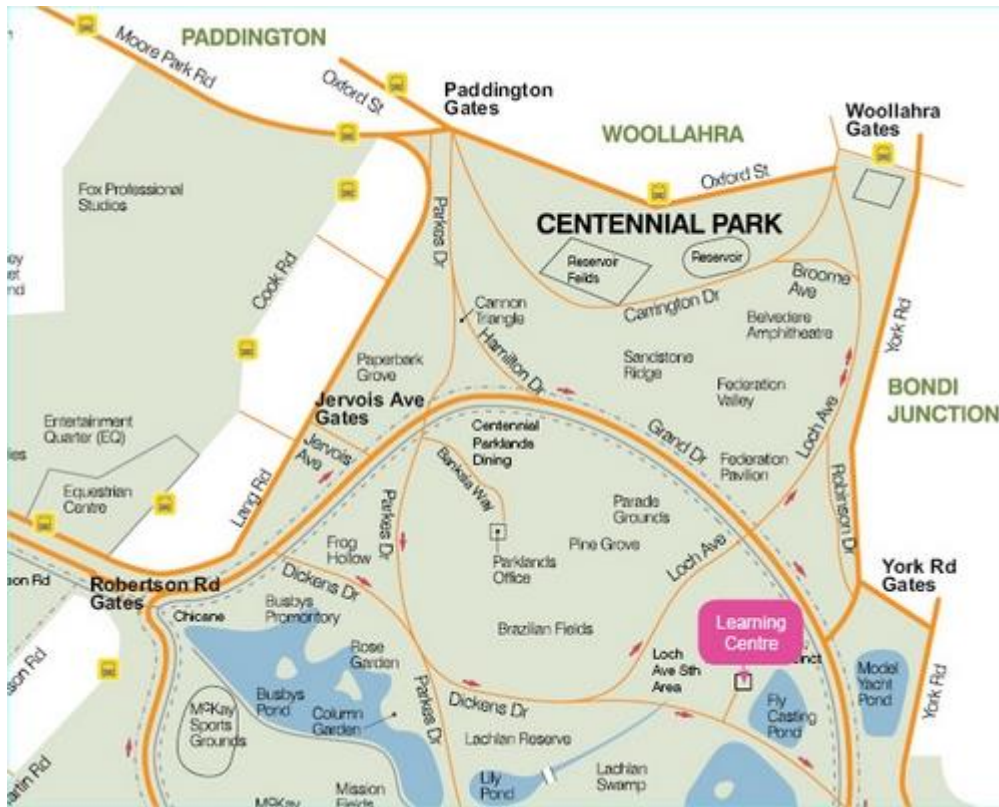 PADDINGTON
Moore Park Rd
Oxford St
Paddington
Gates
WOOLLAHRA
Woollahra
Gates
Oxford St
Fox Professional
Studios
Parkes Dr
CENTENNIAL PARK
Reservoir
Fields
Reservoir
Broome
Ave
Carrington Dr
Cook Rd
Cannon
Triangle
Belvedere
Amphitheatre
York Rd
Hamilton Dr
Sandstone
Ridge
Paperbark
Grove
Federation
Valley
BONDI
JUNCTION
Jervois Ave
Gates
Entertainment
Quarter (EQ)
Centennial
Parklands
Dining
Grand Dr
Loch Ave
Jervois
Ave
Federation
Pavilion
Equestrian
Centre
Lang Rd
Banksia Way
Parkes Dr
Parade
Grounds
Robinson Dr
Frog
Hollow
Pine Grove
Loch Ave
Parklands
Office
York Rd
Gates
Robertson Rd
Gates
Dickens Dr
Chicane
Busbys
Promontory
Brazilian Fields
Learning
Centre
Rose
Garden
Loch
Ave Sth
Area
Model
Yacht
Pond
McKay
Sports
Grounds
Busbys
Pond
Column
Garden
Parkes Dr
Dickens Dr
Fly
Casting
Pond
York Rd
Lachlan Reserve
Lily
Pond
Lachlan
Swamp
Mission
Fields
McKay